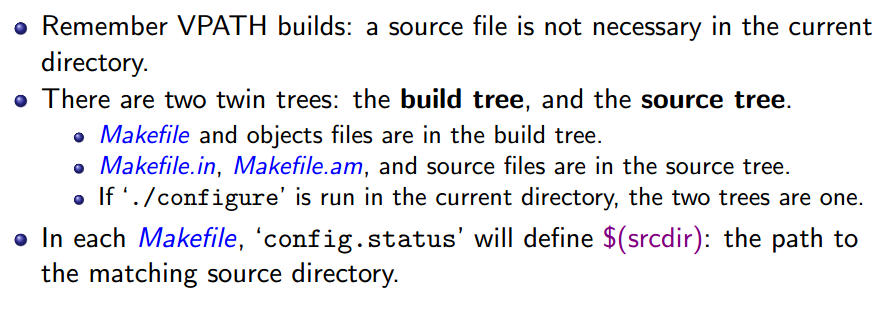 Remember VPATH builds: a source file is not necessary in the current
directory.
There are two twin trees: the build tree, and the source tree.
Makefile and objects files are in the build tree.
Makefile.in, Makefile.am, and source files are in the source tree.
If ‘./configure’ is run in the current directory, the two trees are one.
In each Makefile, ‘config.status’ will define $(srcdir): the path to
the matching source directory.